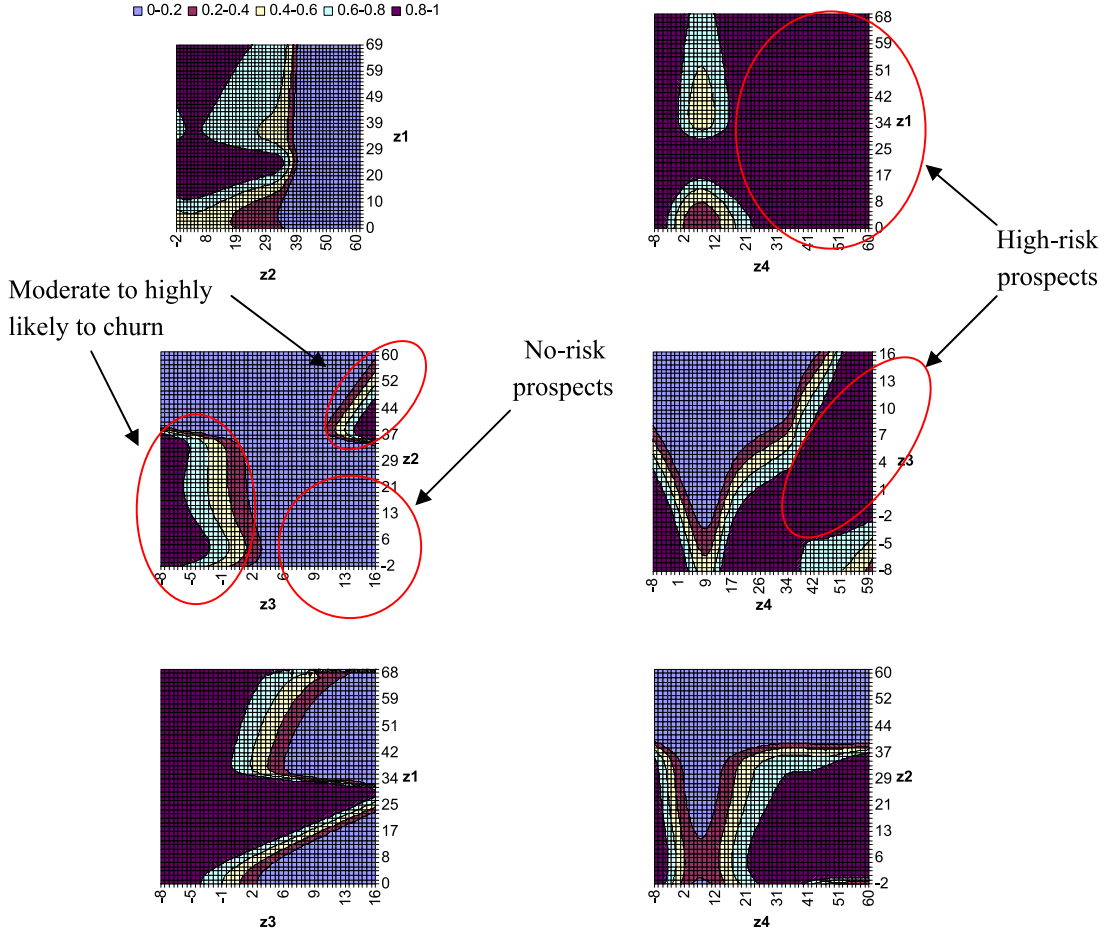 0-0.2 0.2-0.4 0.4-0.6 0.6-0.8 0.8-1
69
59
49
39
29
20
10
0
z1
-2 8 19 29 39 50 60
z2
68
60
51
42
34
25
17
8
0
z1
-8 2 12 21 31 41 50 60
z4
High-risk
prospects
Moderate to highly
likely to churn
No-risk
prospects
60
52
44
37
29
21
13
6
-2
z2
-8 -5 -1 2 6 9 13 16
z3
16
13
10
7
4
1
-2
-5
-8
z3
-8 1 9 17 26 34 42 51 59
z4
68
59
51
42
34
25
17
8
0
z1
-8 -5 -1 2 6 9 13 16
z3
60
52
44
37
29
21
13
6
-2
z2
-8 2 12 21 31 41 50 60
z4